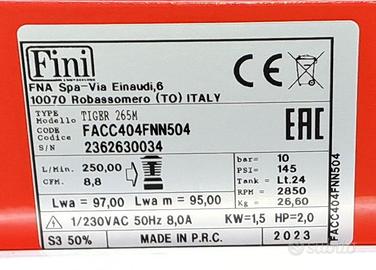 Fini
FNA Spa-Via Einaudi,6
10070 Robassomero (TO) ITALY
CE
EAC
TYPE
Modello
TIGER 265M
CODE
Codice
FACC404FNN504
S/N
2362630034
L/Min. 250,00
CFM. 8,8
Lwa = 97,00 Lwa m = 95,00
bar= 10
PSI= 145
Tank = Lt.24
RPM = 2850
Kg = 26,60
1/230VAC 50Hz 8,0A KW=1,5 HP=2,0
S3 50% MADE IN P.R.C. 2023
FACC404FNN504
subito